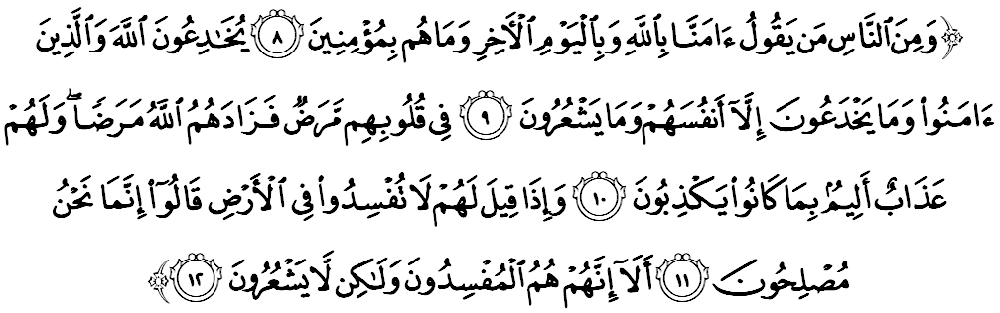 ﴿وَمِنَ ٱلنَّاسِ مَن يَقُولُ ءَامَنَّا بِٱللَّهِ وَبِٱلۡيَوۡمِ ٱلۡأٓخِرِ وَمَا هُم بِمُؤۡمِنِينَ ٨ يُخَٰدِعُونَ ٱللَّهَ وَٱلَّذِينَ
ءَامَنُواْ وَمَا يَخۡدَعُونَ إِلَّآ أَنفُسَهُمۡ وَمَا يَشۡعُرُونَ ٩ فِي قُلُوبِهِم مَّرَضٞ فَزَادَهُمُ ٱللَّهُ مَرَضٗاۖ وَلَهُمۡ
عَذَابٌ أَلِيمُۢ بِمَا كَانُواْ يَكۡذِبُونَ ١٠ وَإِذَا قِيلَ لَهُمۡ لَا تُفۡسِدُواْ فِي ٱلۡأَرۡضِ قَالُوٓاْ إِنَّمَا نَحۡنُ
مُصۡلِحُونَ ١١ أَلَآ إِنَّهُمۡ هُمُ ٱلۡمُفۡسِدُونَ وَلَٰكِن لَّا يَشۡعُرُونَ ١٢﴾